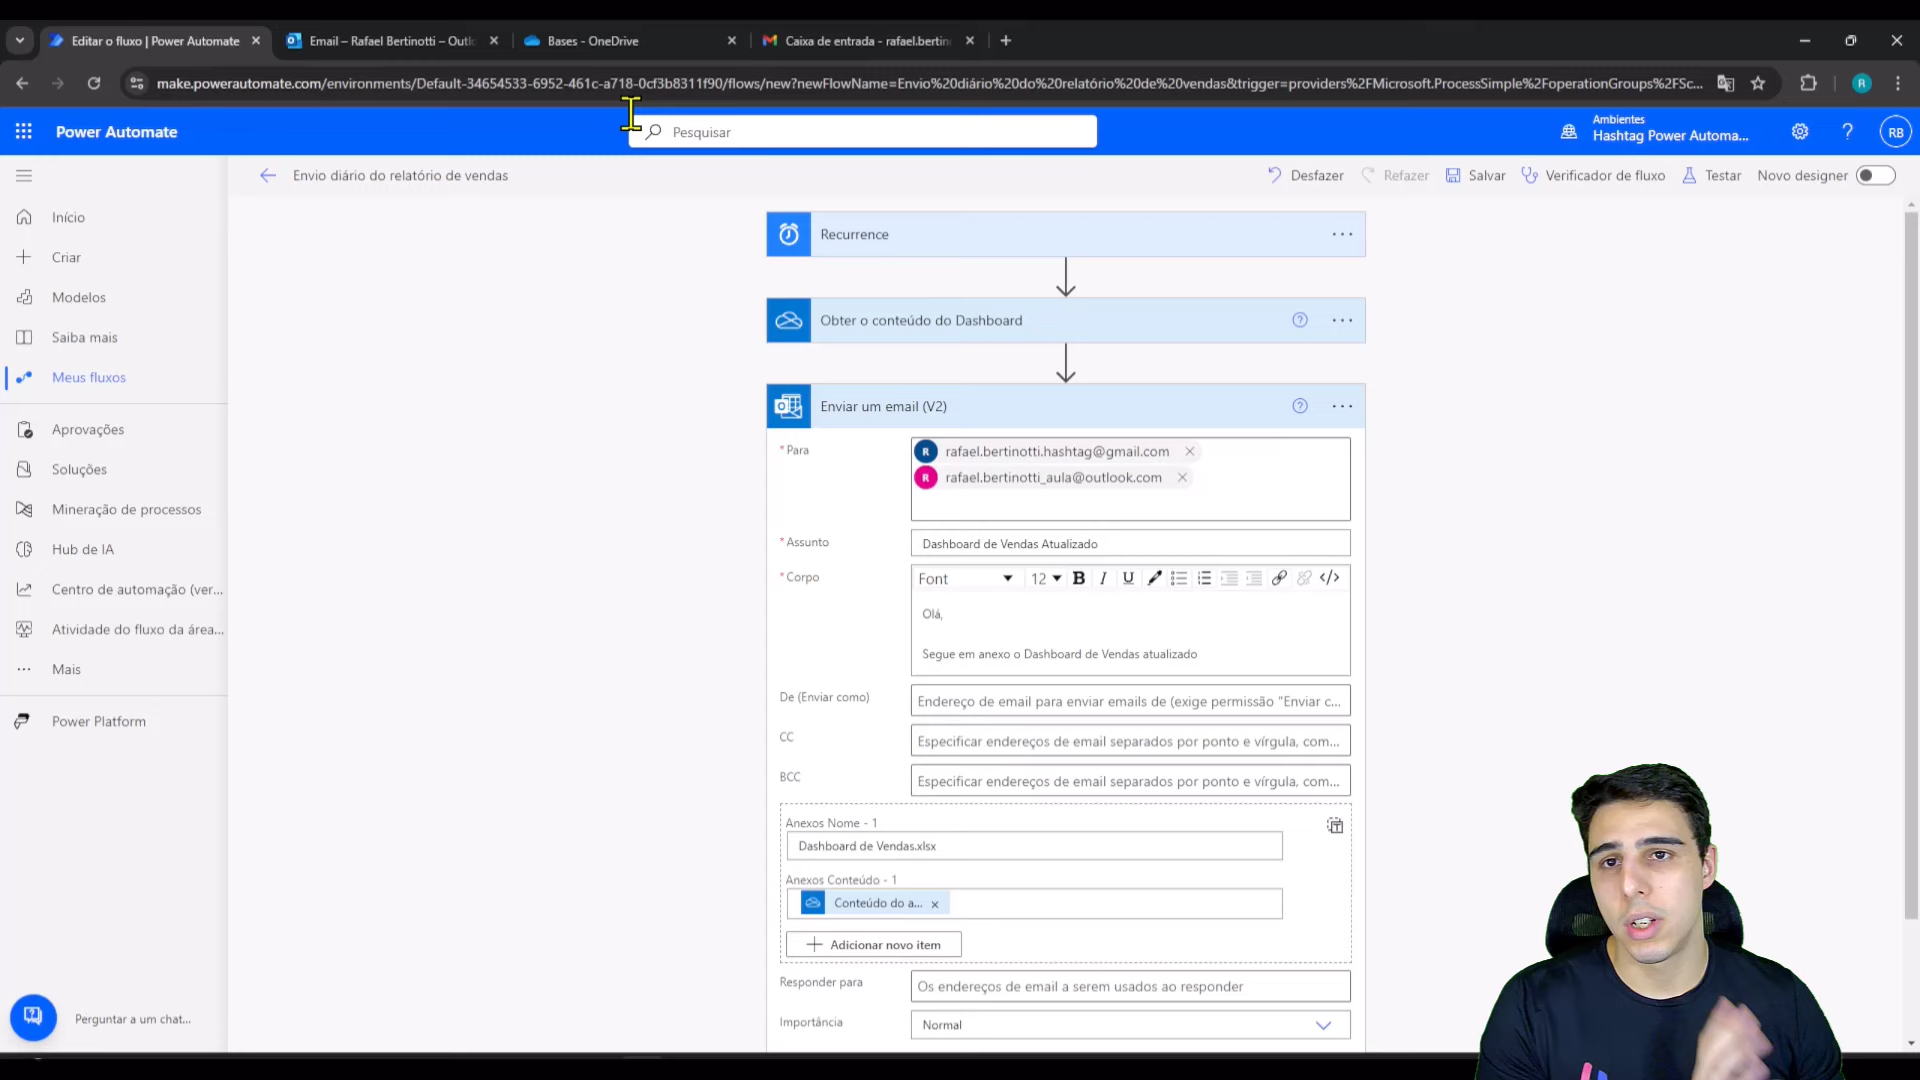 Editar o fluxo | Power Automate
Email – Rafael Bertinotti – Outlo
Bases - OneDrive
Caixa de entrada - rafael.bertin
make.powerautomate.com/environments/Default-34654533-6952-461c-a718-0cf3b8311f90/flows/new?newFlowName=Envio%20diário%20do%20relatório%20de%20vendas&trigger=providers%2FMicrosoft.ProcessSimple%2FoperationGroups%2FSc...
R
Power Automate
Pesquisar
Ambientes
Hashtag Power Automa...
?
RB
Envio diário do relatório de vendas
Desfazer
Refazer
Salvar
Verificador de fluxo
Testar
Novo designer
Início
Criar
Modelos
Saiba mais
Meus fluxos
Aprovações
Soluções
Mineração de processos
Hub de IA
Centro de automação (ver...
Atividade do fluxo da área...
Mais
Power Platform
Perguntar a um chat...
Recurrence
Obter o conteúdo do Dashboard
Enviar um email (V2)
* Para
R rafael.bertinotti.hashtag@gmail.com
R rafael.bertinotti_aula@outlook.com
* Assunto
Dashboard de Vendas Atualizado
* Corpo
Font 12 B I U </>
Olá,
Segue em anexo o Dashboard de Vendas atualizado
De (Enviar como)
Endereço de email para enviar emails de (exige permissão "Enviar c...
CC
Especificar endereços de email separados por ponto e vírgula, com...
BCC
Especificar endereços de email separados por ponto e vírgula, com...
Anexos Nome - 1
Dashboard de Vendas.xlsx
Anexos Conteúdo - 1
Conteúdo do a...
Adicionar novo item
Responder para
Os endereços de email a serem usados ao responder
Importância
Normal